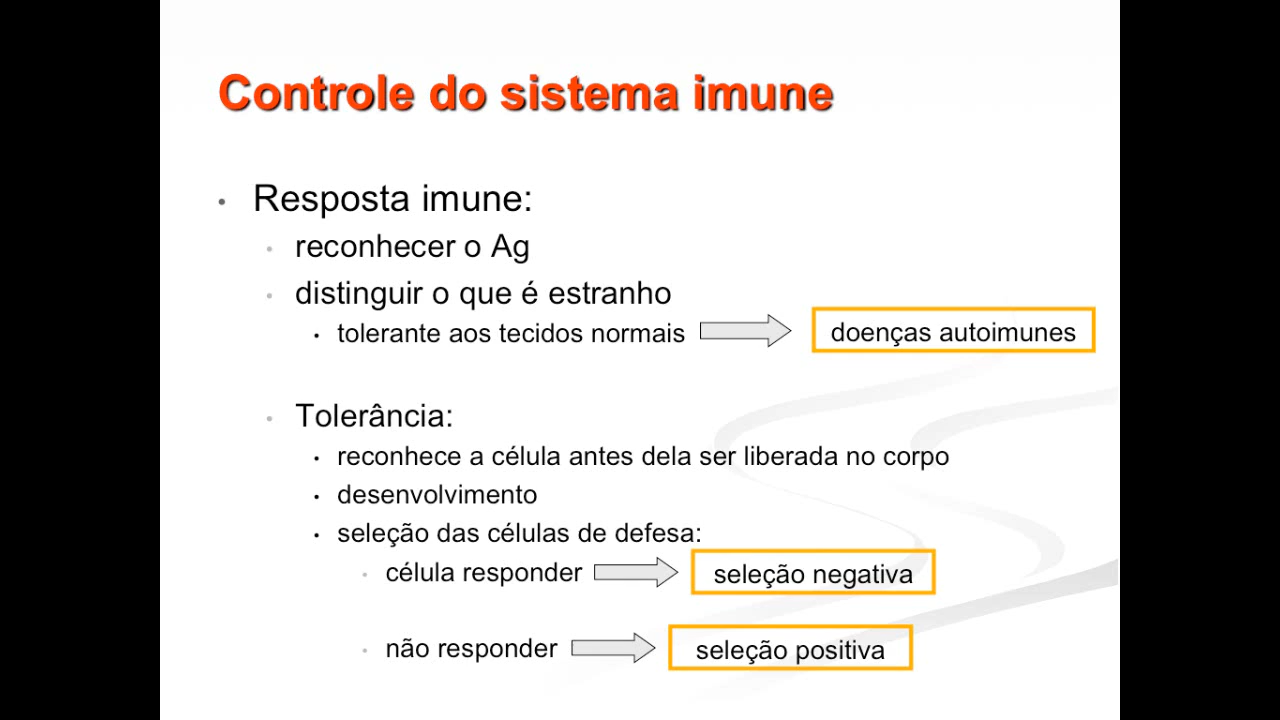 Controle do sistema imune
• Resposta imune:
• reconhecer o Ag
• distinguir o que é estranho
• tolerante aos tecidos normais doenças autoimunes
• Tolerância:
• reconhece a célula antes dela ser liberada no corpo
• desenvolvimento
• seleção das células de defesa:
• célula responder seleção negativa
• não responder seleção positiva